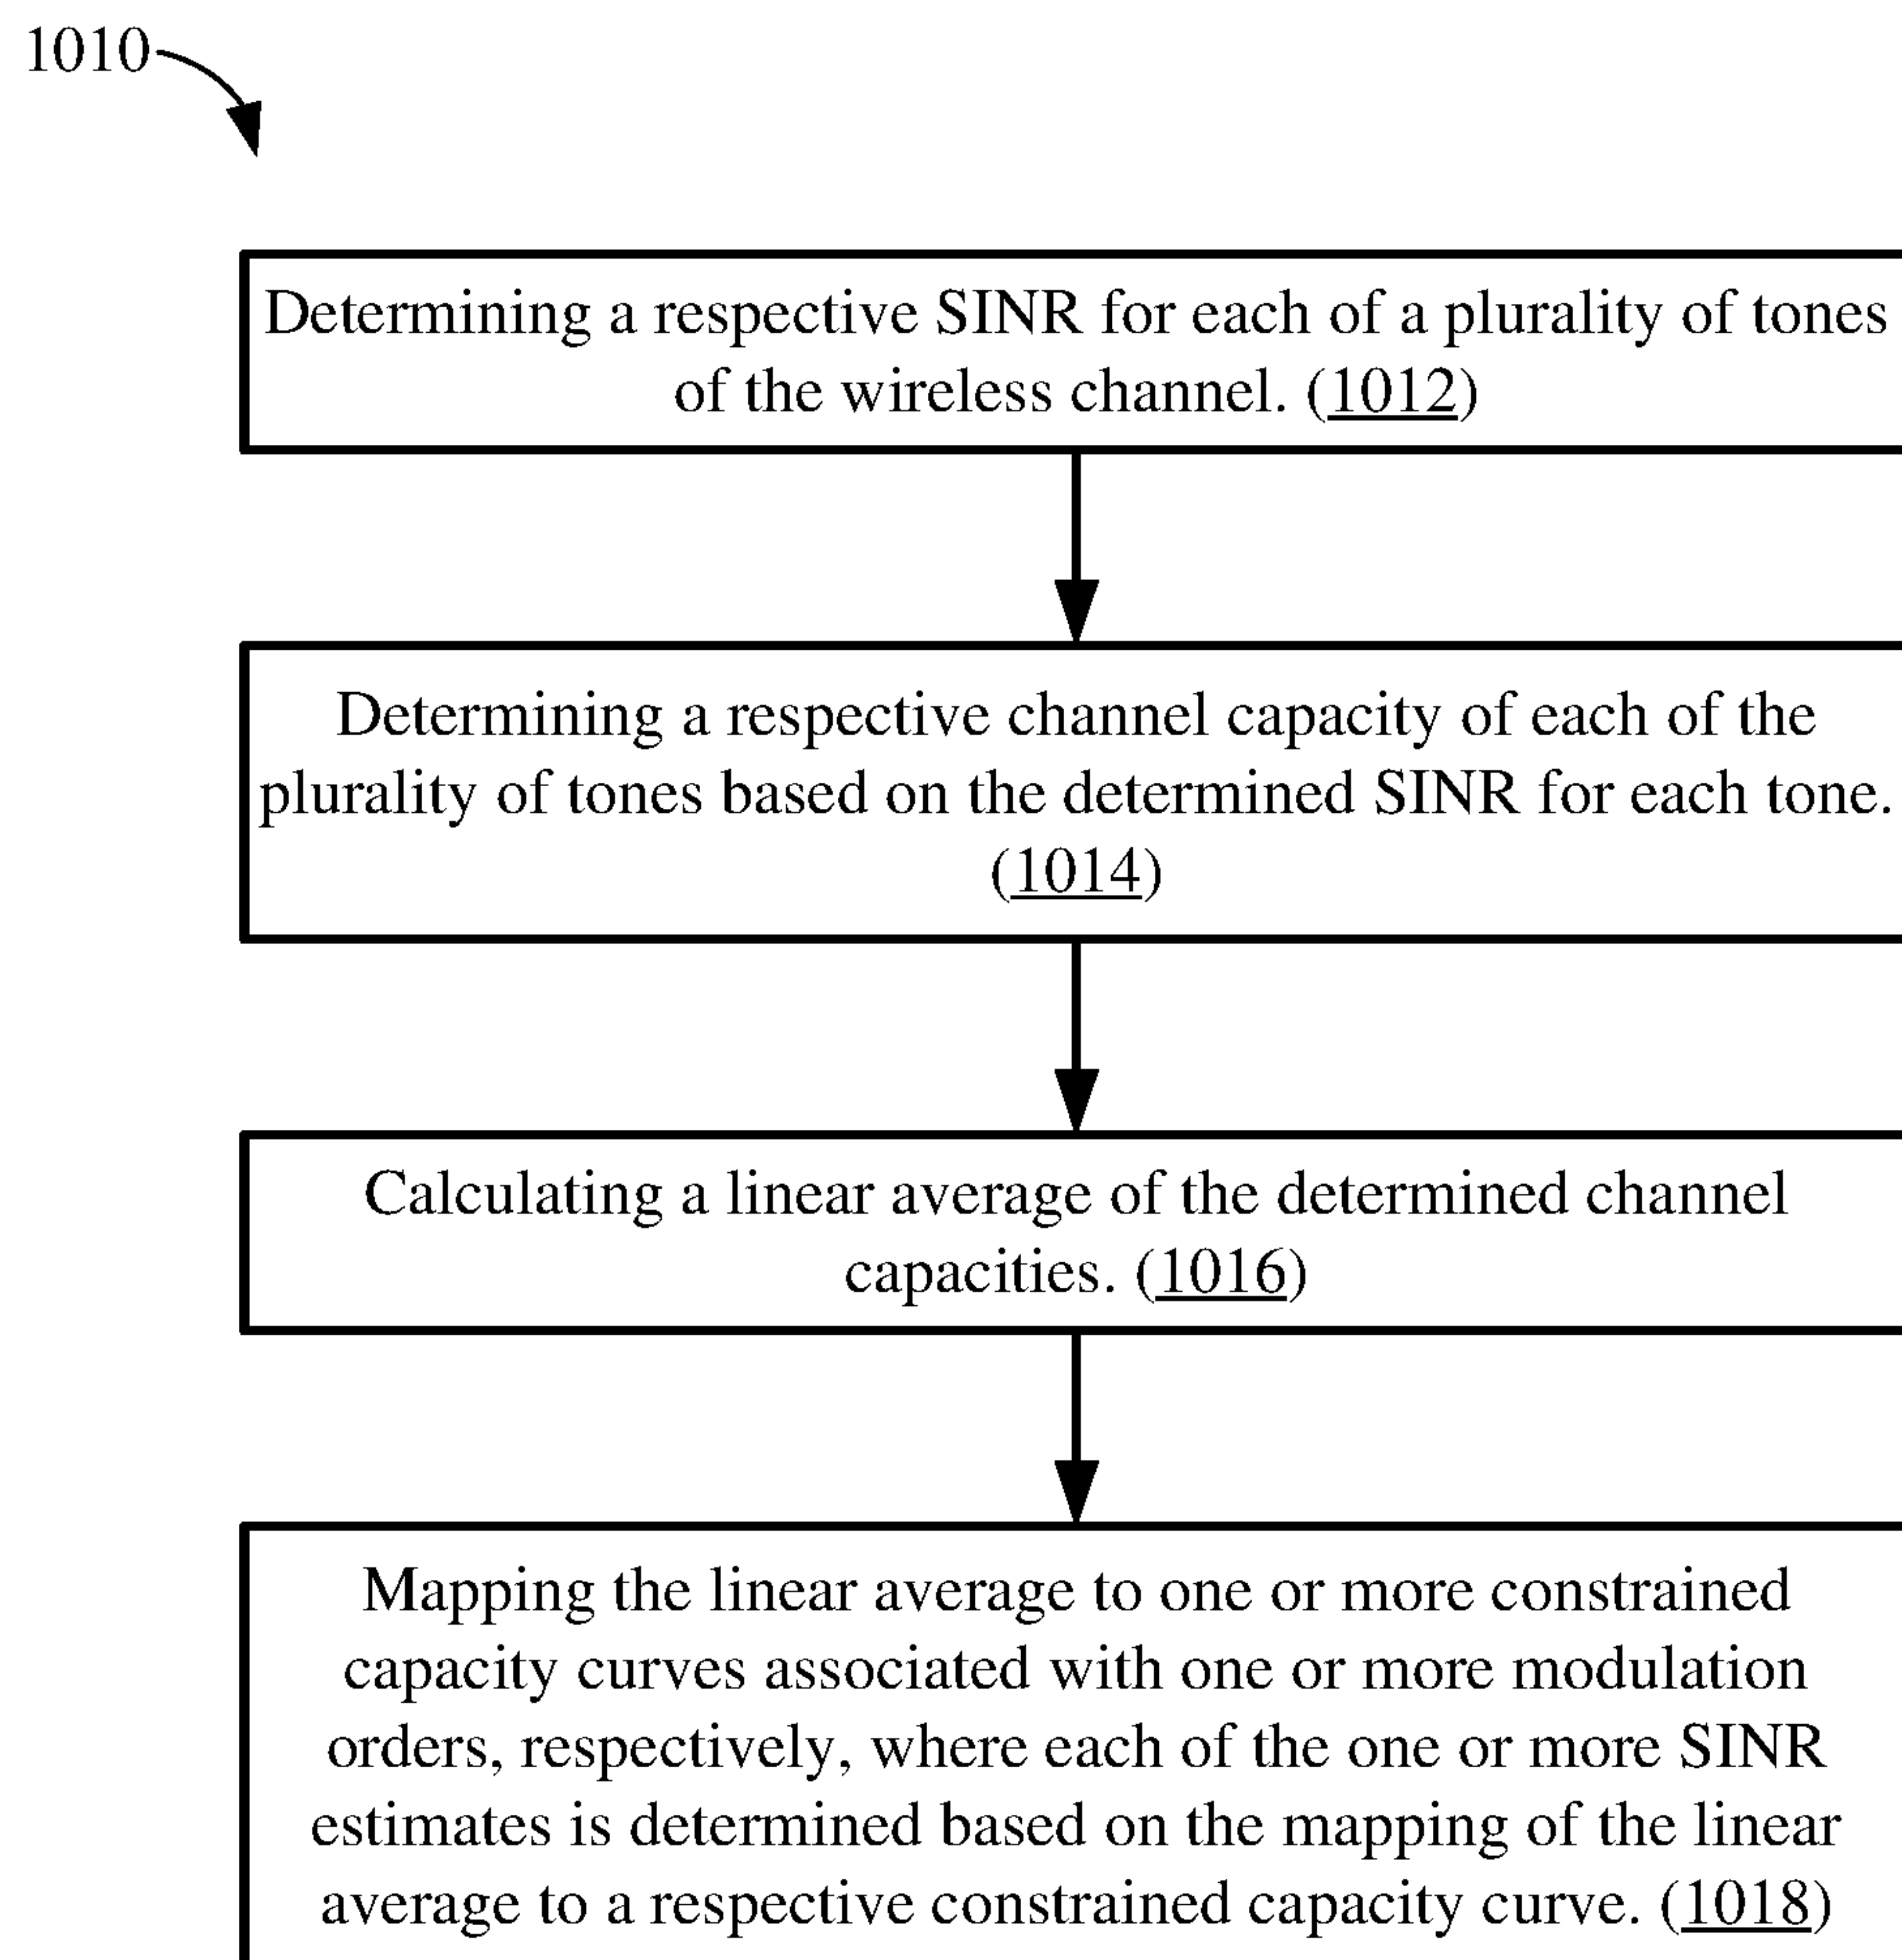 1010
Determining a respective SINR for each of a plurality of tones
of the wireless channel. (1012)
Determining a respective channel capacity of each of the
plurality of tones based on the determined SINR for each tone.
(1014)
Calculating a linear average of the determined channel
capacities. (1016)
Mapping the linear average to one or more constrained
capacity curves associated with one or more modulation
orders, respectively, where each of the one or more SINR
estimates is determined based on the mapping of the linear
average to a respective constrained capacity curve. (1018)